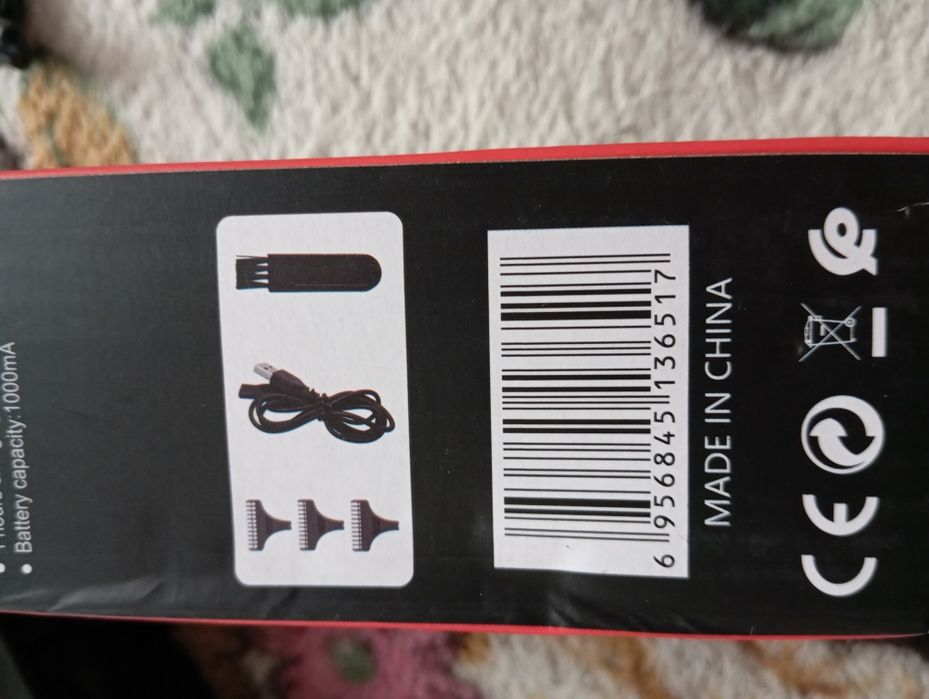 Battery capacity:1000mA
6 956845 136517
MADE IN CHINA
CE